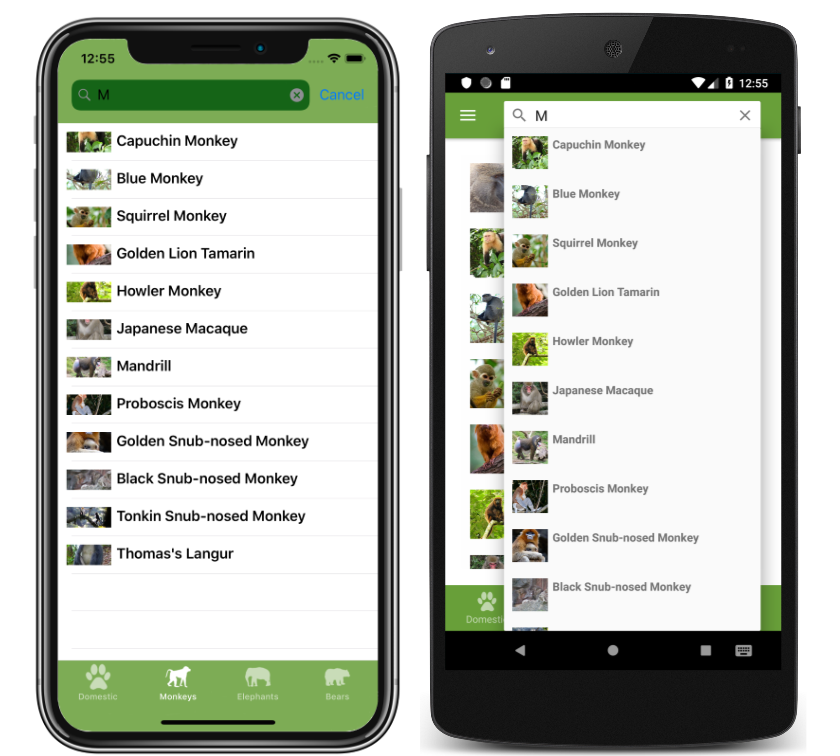 12:55
M
Cancel
Capuchin Monkey
Blue Monkey
Squirrel Monkey
Golden Lion Tamarin
Howler Monkey
Japanese Macaque
Mandrill
Proboscis Monkey
Golden Snub-nosed Monkey
Black Snub-nosed Monkey
Tonkin Snub-nosed Monkey
Thomas's Langur
Domestic
Monkeys
Elephants
Bears
12:55
M
Capuchin Monkey
Blue Monkey
Squirrel Monkey
Golden Lion Tamarin
Howler Monkey
Japanese Macaque
Mandrill
Proboscis Monkey
Golden Snub-nosed Monkey
Black Snub-nosed Monkey
Domesti